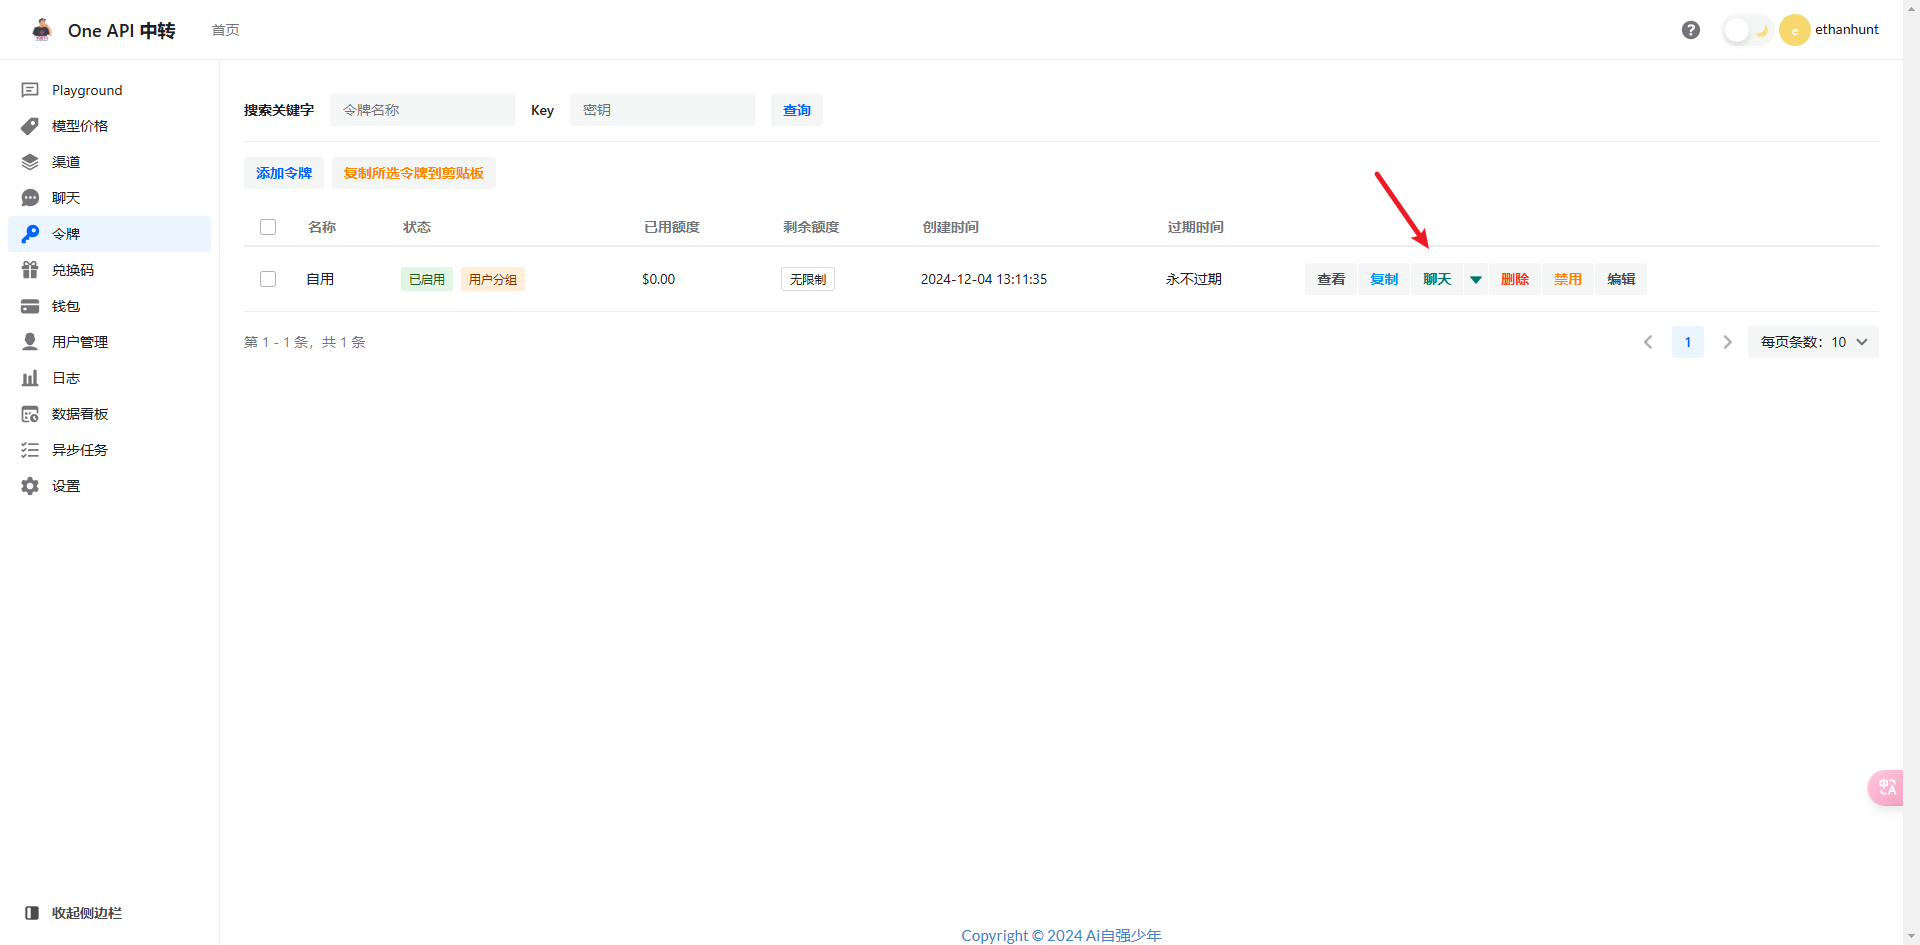 One API 中转
首页
ethanhunt
e
Playground
模型价格
渠道
聊天
令牌
兑换码
钱包
用户管理
日志
数据看板
异步任务
设置
收起侧边栏
搜索关键字 令牌名称 Key 密钥 查询
添加令牌 复制所选令牌到剪贴板
名称 状态 已用额度 剩余额度 创建时间 过期时间
自用 已启用 用户分组 $0.00 无限制 2024-12-04 13:11:35 永不过期 查看 复制 聊天 删除 禁用 编辑
第 1 - 1 条，共 1 条 1 每页条数：10
Copyright © 2024 Ai自强少年